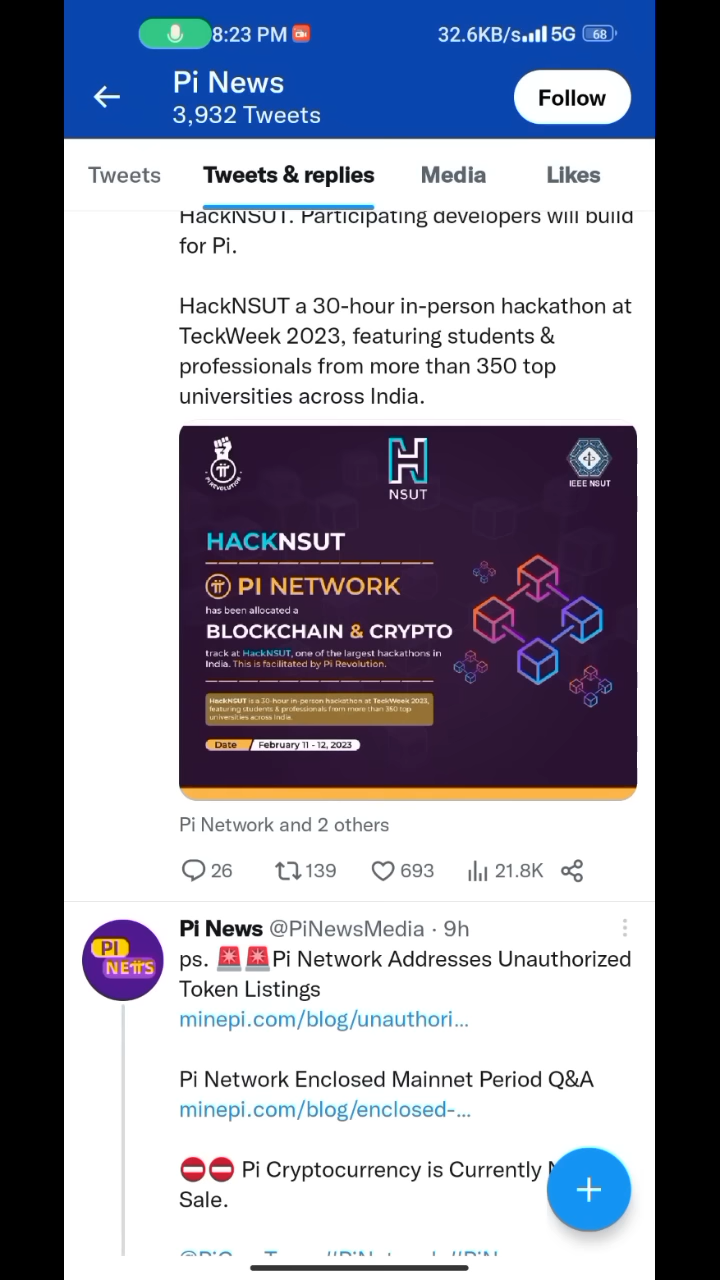 8:23 PM
32.6KB/s 5G 68
Pi News
3,932 Tweets
Follow
Tweets
Tweets & replies
Media
Likes
HackNSUT. Participating developers will build
for Pi.
HackNSUT a 30-hour in-person hackathon at
TeckWeek 2023, featuring students &
professionals from more than 350 top
universities across India.
PI REVOLUTION
NSUT
IEEE NSUT
HACKNSUT
PI NETWORK
has been allocated a
BLOCKCHAIN & CRYPTO
track at HackNSUT, one of the largest hackathons in
India. This is facilitated by Pi Revolution.
HackNSUT is a 30-hour in-person hackathon at TeckWeek 2023,
featuring students & professionals from more than 350 top
universities across India.
Date February 11 - 12, 2023
Pi Network and 2 others
26 139 693 21.8K
PI
NEWS
Pi News @PiNewsMedia · 9h
ps. 🚨🚨Pi Network Addresses Unauthorized
Token Listings
minepi.com/blog/unauthori...
Pi Network Enclosed Mainnet Period Q&A
minepi.com/blog/enclosed-...
⛔⛔ Pi Cryptocurrency is Currently
Sale.